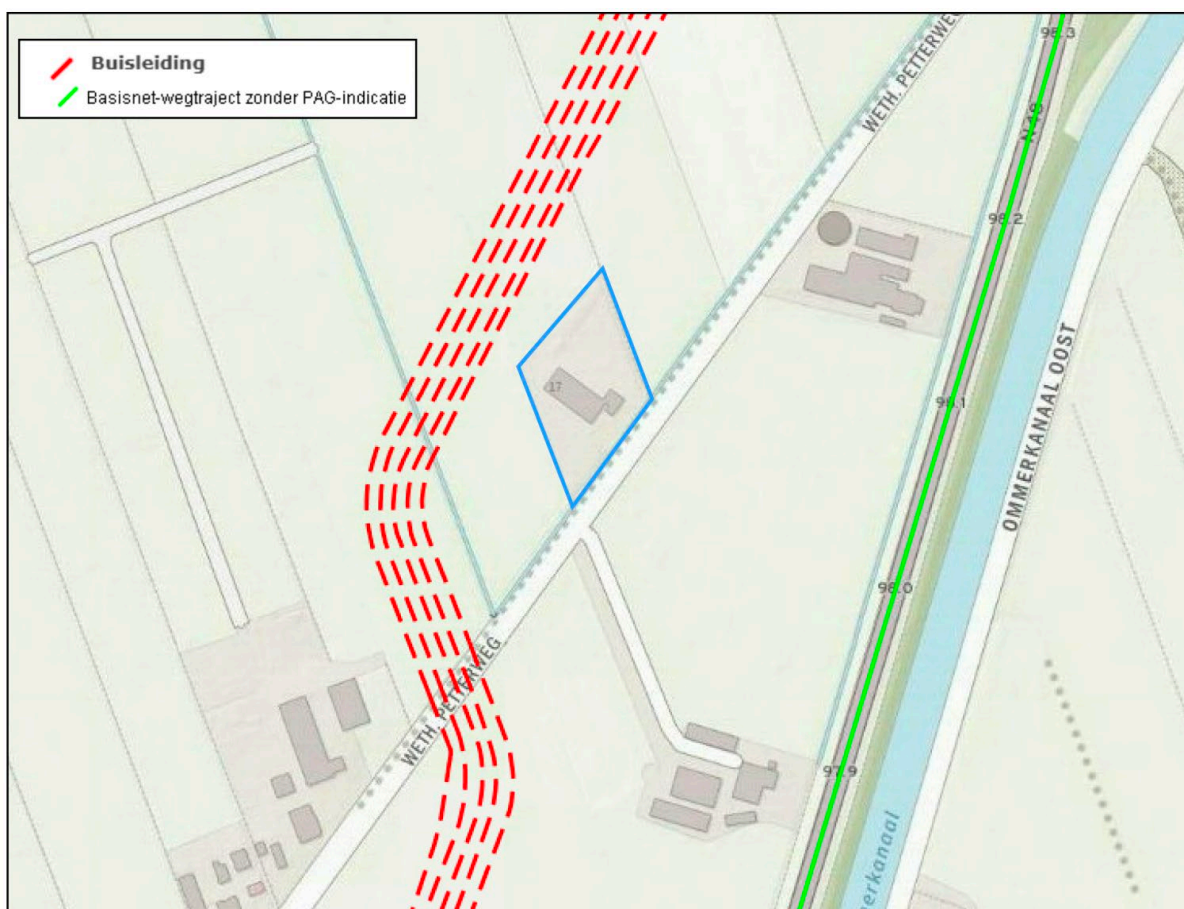 Buisleiding
Basisnet-wegtraject zonder PAG-indicatie
98.3
WETH. PETTERWEG
N48
98.2
17
98.1
OMMERKANAAL OOST
98.0
WETH. PETTERWEG
97.9
merkanaal